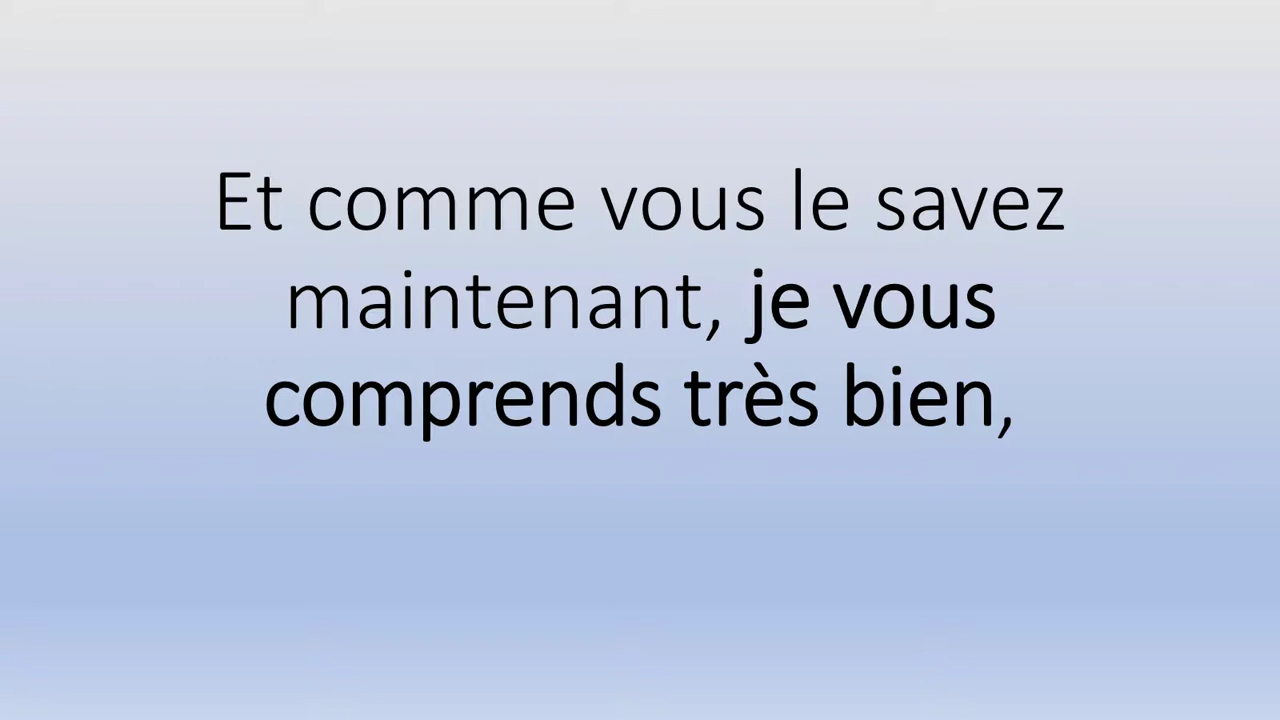 Et comme vous le savez
maintenant, je vous
comprends très bien,